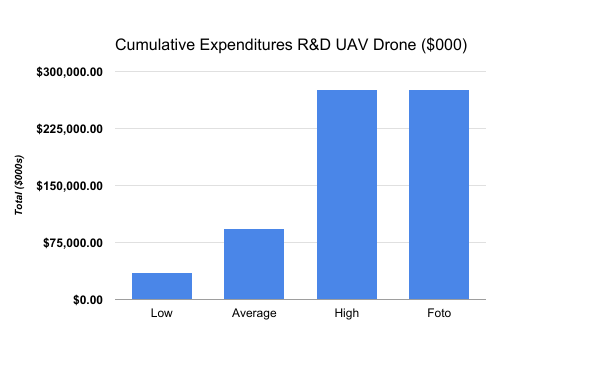 Cumulative Expenditures R&D UAV Drone ($000)
$300,000.00
$225,000.00
$150,000.00
$75,000.00
$0.00
Total ($000s)
Low Average High Foto